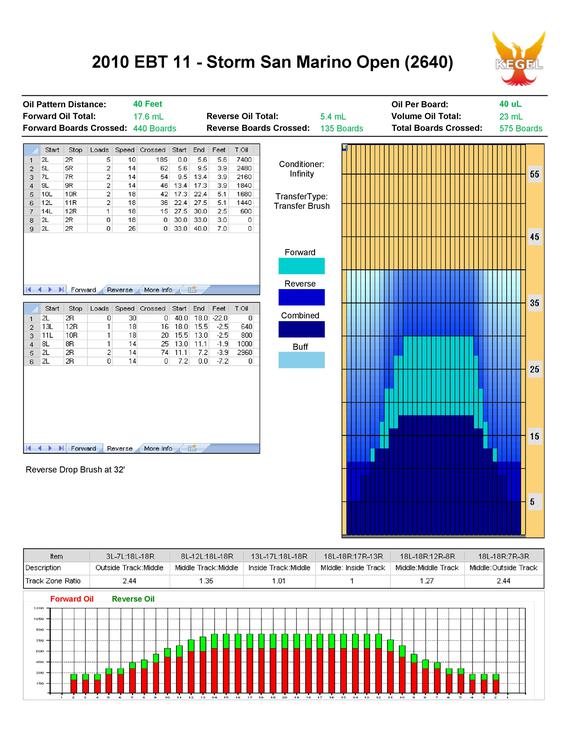 2010 EBT 11 - Storm San Marino Open (2640)
KEGEL
Oil Pattern Distance: 40 Feet Oil Per Board: 40 uL
Forward Oil Total: 17.6 mL Reverse Oil Total: 5.4 mL Volume Oil Total: 23 mL
Forward Boards Crossed: 440 Boards Reverse Boards Crossed: 135 Boards Total Boards Crossed: 575 Boards
Start Stop Loads Speed Crossed Start End Feet T.Oil
1 2L 2R 5 10 185 0.0 5.6 5.6 7400
2 5L 5R 2 14 62 5.6 9.5 3.9 2480
3 7L 7R 2 14 54 9.5 13.4 3.9 2160
4 9L 9R 2 14 46 13.4 17.3 3.9 1840
5 10L 10R 2 18 42 17.3 22.4 5.1 1680
6 12L 11R 2 18 36 22.4 27.5 5.1 1440
7 14L 12R 1 18 15 27.5 30.0 2.5 600
8 2L 2R 0 18 0 30.0 33.0 3.0 0
9 2L 2R 0 26 0 33.0 40.0 7.0 0
Forward Reverse More Info
Start Stop Loads Speed Crossed Start End Feet T.Oil
1 2L 2R 0 30 0 40.0 18.0 -22.0 0
2 13L 12R 1 18 16 18.0 15.5 -2.5 640
3 11L 10R 1 18 20 15.5 13.0 -2.5 800
4 8L 8R 1 14 25 13.0 11.1 -1.9 1000
5 2L 2R 2 14 74 11.1 7.2 -3.9 2960
6 2L 2R 0 14 0 7.2 0.0 -7.2 0
Forward Reverse More Info
Reverse Drop Brush at 32'
Conditioner:
Infinity
TransferType:
Transfer Brush
Forward
Reverse
Combined
Buff
55
45
35
25
15
5
Item 3L-7L:18L-18R 8L-12L:18L-18R 13L-17L:18L-18R 18L-18R:17R-13R 18L-18R:12R-8R 18L-18R:7R-3R
Description Outside Track:Middle Middle Track:Middle Inside Track:Middle Middle: Inside Track Middle:Middle Track Middle:Outside Track
Track Zone Ratio 2.44 1.35 1.01 1 1.27 2.44
Forward Oil Reverse Oil